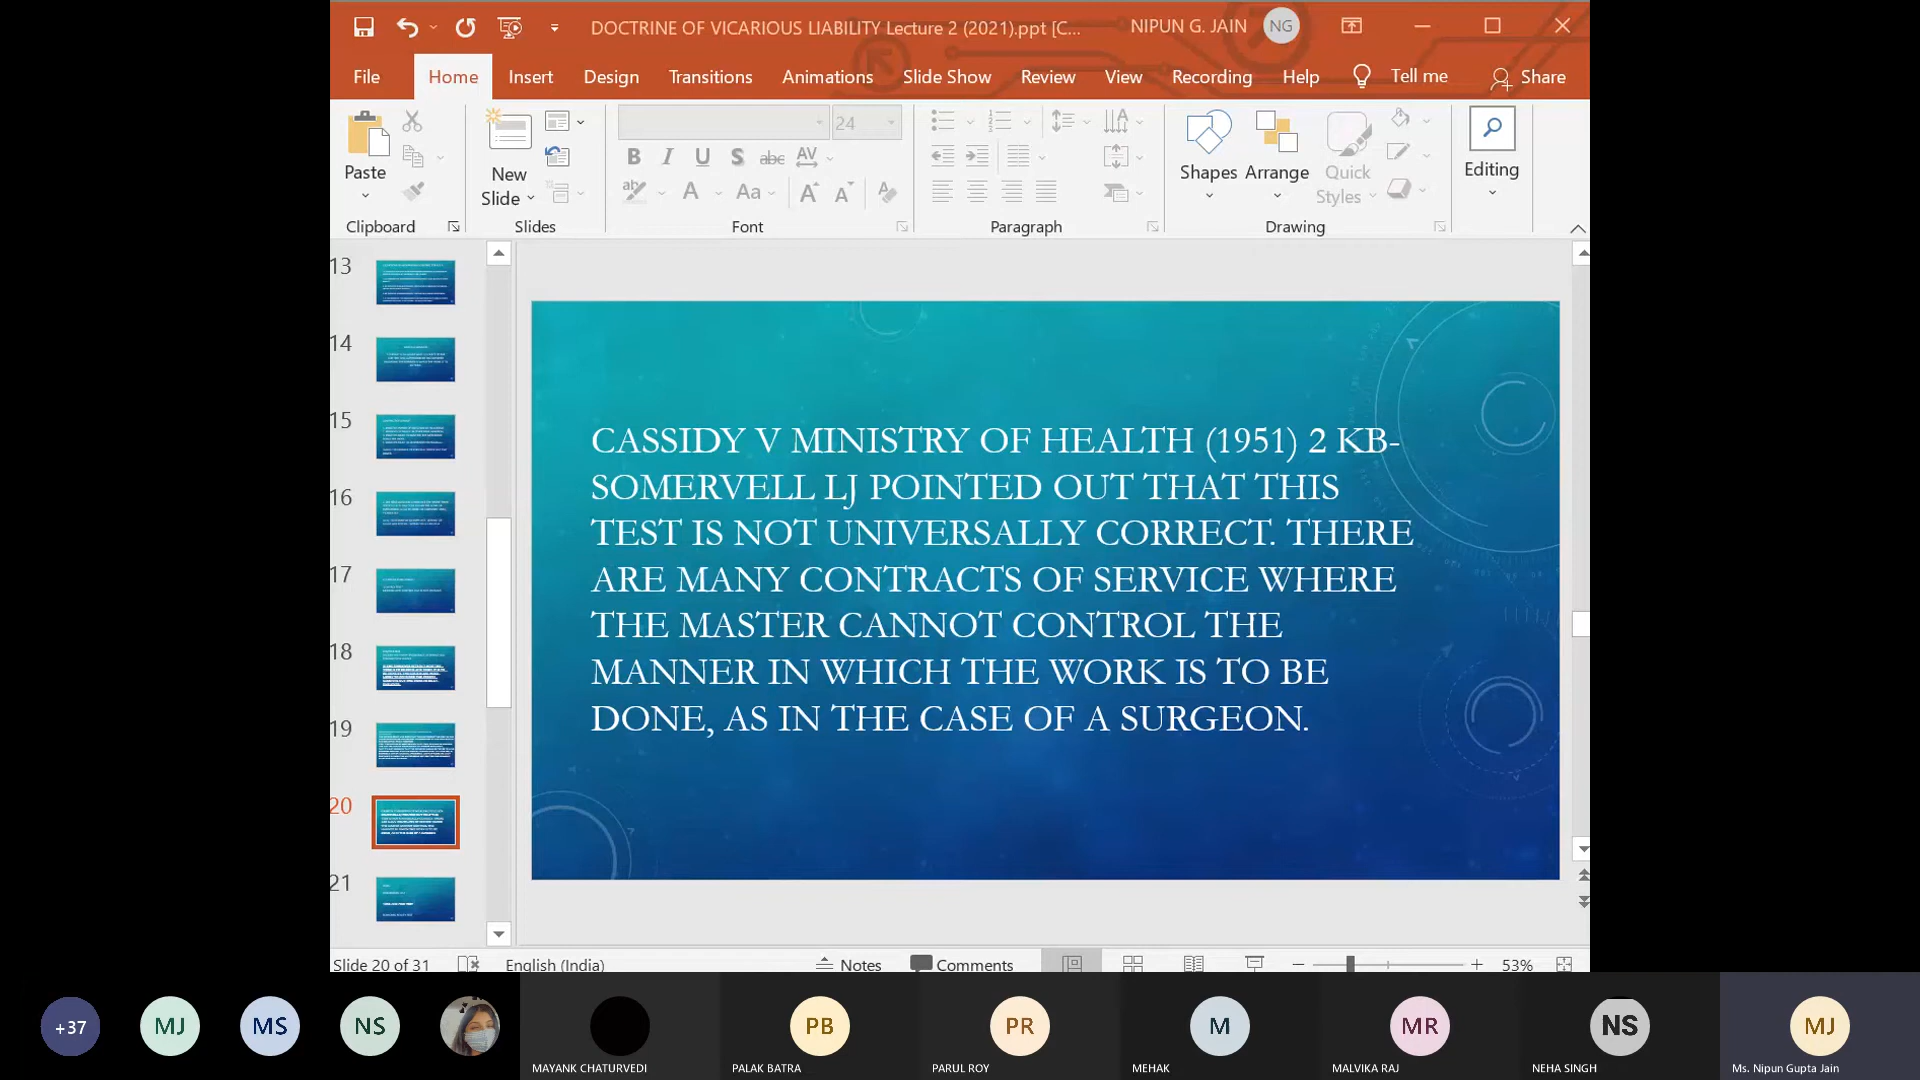 DOCTRINE OF VICARIOUS LIABILITY Lecture 2 (2021).ppt [C...
NIPUN G. JAIN
NG
File
Home
Insert
Design
Transitions
Animations
Slide Show
Review
View
Recording
Help
Tell me
Share
24
Paste
New
Slide
B I U S abc AV
A Aa A A
Shapes
Arrange
Quick
Styles
Editing
Clipboard
Slides
Font
Paragraph
Drawing
13
14
15
16
17
18
19
20
21
CASSIDY V MINISTRY OF HEALTH (1951) 2 KB-
SOMERVELL LJ POINTED OUT THAT THIS
TEST IS NOT UNIVERSALLY CORRECT. THERE
ARE MANY CONTRACTS OF SERVICE WHERE
THE MASTER CANNOT CONTROL THE
MANNER IN WHICH THE WORK IS TO BE
DONE, AS IN THE CASE OF A SURGEON.
Slide 20 of 31
English (India)
Notes
Comments
53%
+37
MJ
MS
NS
MAYANK CHATURVEDI
PB
PALAK BATRA
PR
PARUL ROY
M
MEHAK
MR
MALVIKA RAJ
NS
NEHA SINGH
MJ
Ms. Nipun Gupta Jain